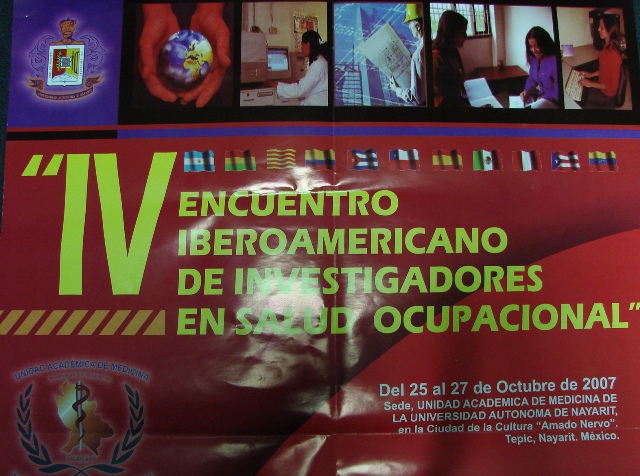 "IV ENCUENTRO
IBEROAMERICANO
DE INVESTIGADORES
EN SALUD OCUPACIONAL"
UNIDAD ACADEMICA DE MEDICINA
Del 25 al 27 de Octubre de 2007
Sede, UNIDAD ACADEMICA DE MEDICINA DE
LA UNIVERSIDAD AUTONOMA DE NAYARIT,
en la Ciudad de la Cultura "Amado Nervo".
Tepic, Nayarit. México.